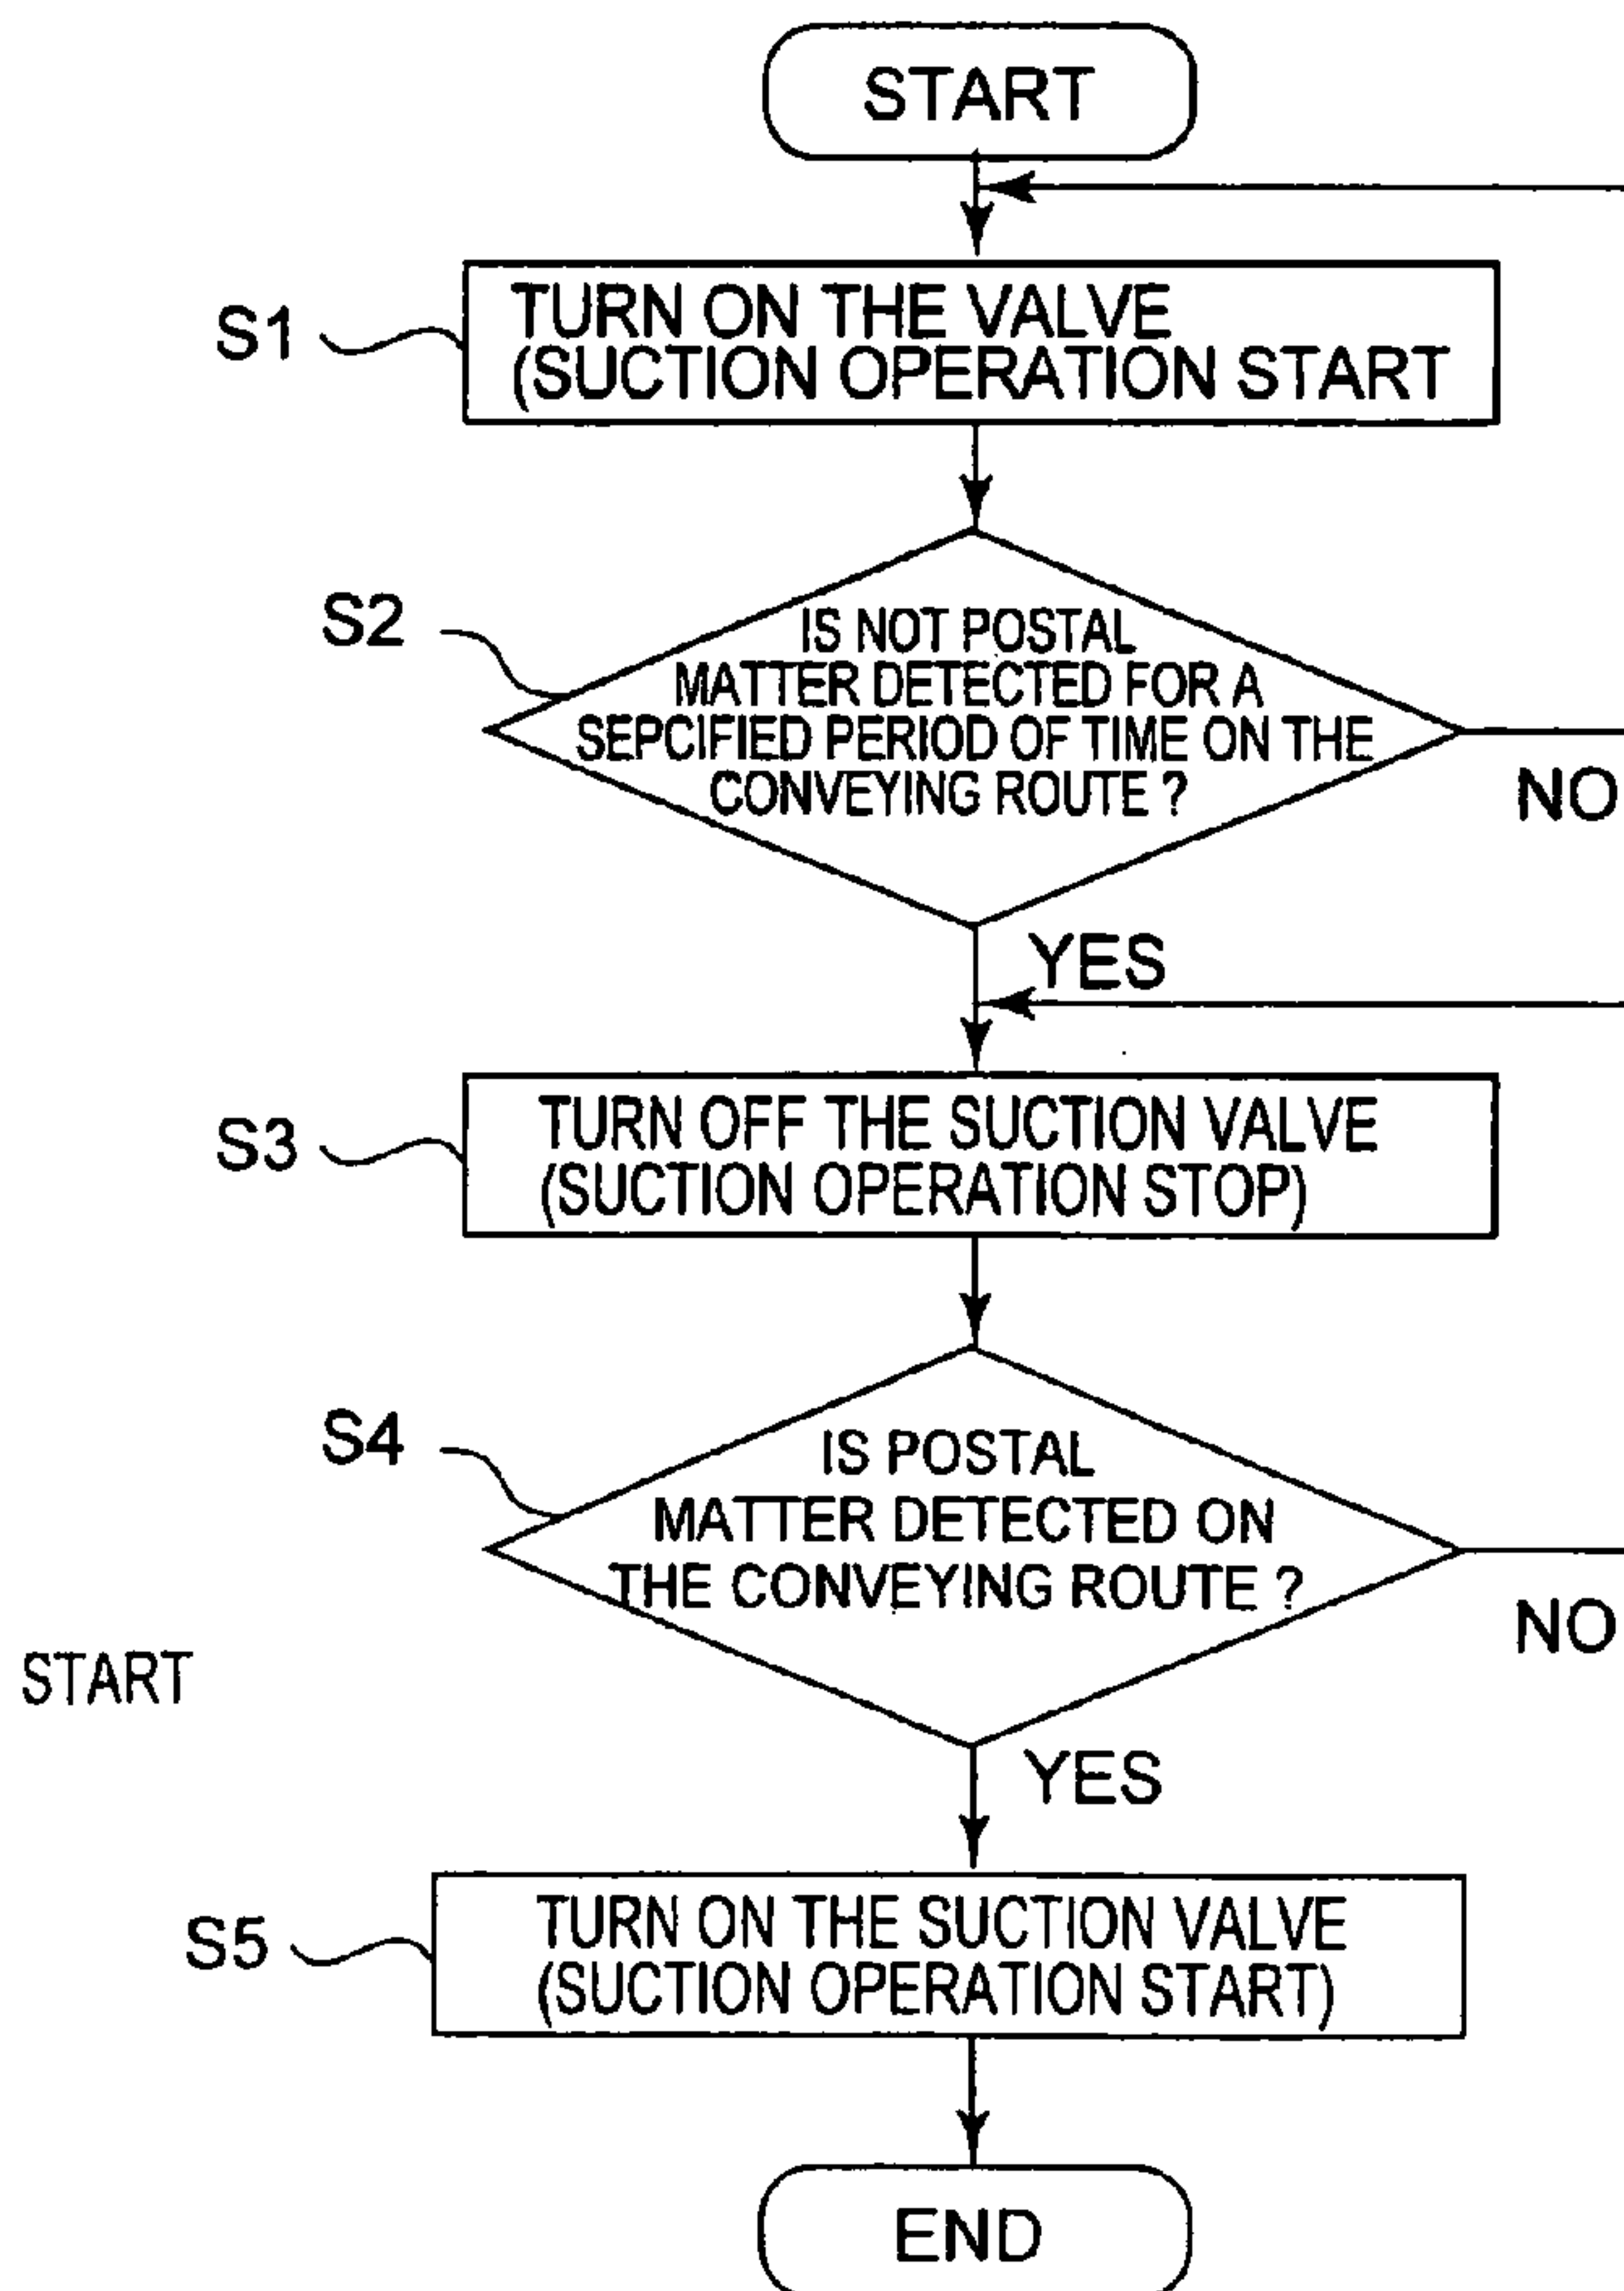 START
S1
TURN ON THE VALVE
(SUCTION OPERATION START
S2
IS NOT POSTAL
MATTER DETECTED FOR A
SEPCIFIED PERIOD OF TIME ON THE
CONVEYING ROUTE ?
NO
YES
S3
TURN OFF THE SUCTION VALVE
(SUCTION OPERATION STOP)
S4
IS POSTAL
MATTER DETECTED ON
THE CONVEYING ROUTE ?
NO
START
YES
S5
TURN ON THE SUCTION VALVE
(SUCTION OPERATION START)
END